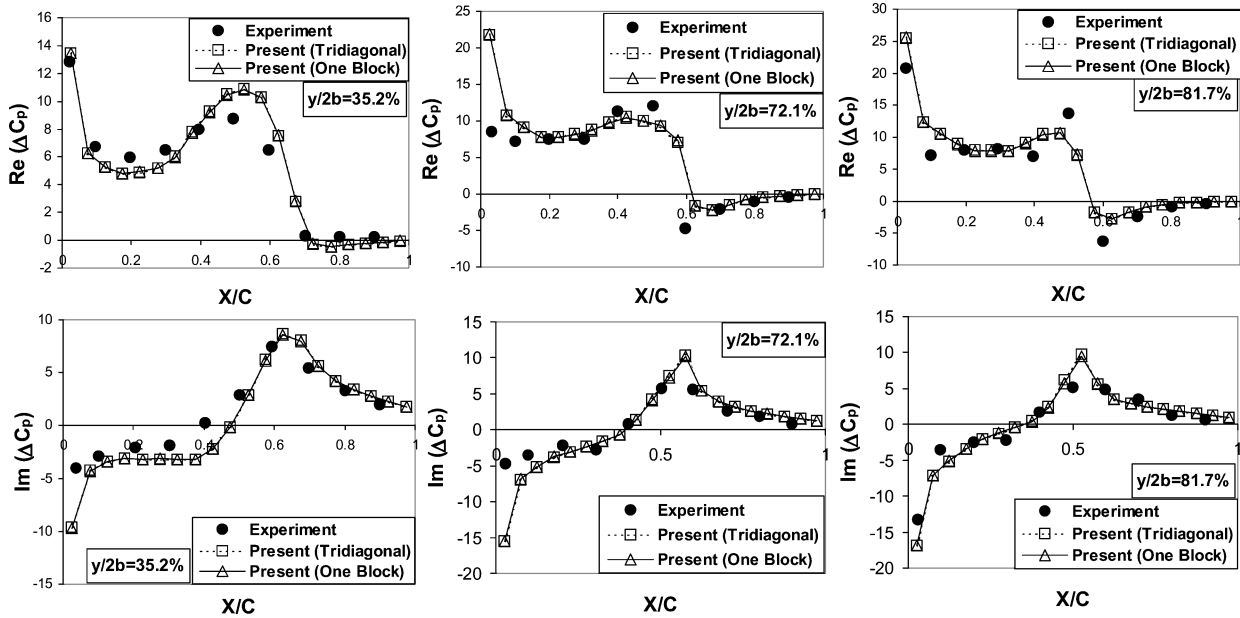 16
14
12
10
8
6
4
2
0
-2
0
0.2
0.4
0.6
0.8
1
Re (ΔCp)
X/C
Experiment
Present (Tridiagonal)
Present (One Block)
y/2b=35.2%
25
20
15
10
5
0
-5
-10
0
0.2
0.4
0.6
0.8
1
Re (ΔCp)
X/C
Experiment
Present (Tridiagonal)
Present (One Block)
y/2b=72.1%
30
25
20
15
10
5
0
-5
-10
0
0.2
0.4
0.6
0.8
1
Re (ΔCp)
X/C
Experiment
Present (Tridiagonal)
Present (One Block)
y/2b=81.7%
10
5
0
-5
-10
-15
0
0.2
0.4
0.6
0.8
1
Im (ΔCp)
X/C
Experiment
Present (Tridiagonal)
Present (One Block)
y/2b=35.2%
15
10
5
0
-5
-10
-15
-20
0
0.5
1
Im (ΔCp)
X/C
y/2b=72.1%
Experiment
Present (Tridiagonal)
Present (One Block)
15
10
5
0
-5
-10
-15
-20
0
0.5
1
Im (ΔCp)
X/C
y/2b=81.7%
Experiment
Present (Tridiagonal)
Present (One Block)